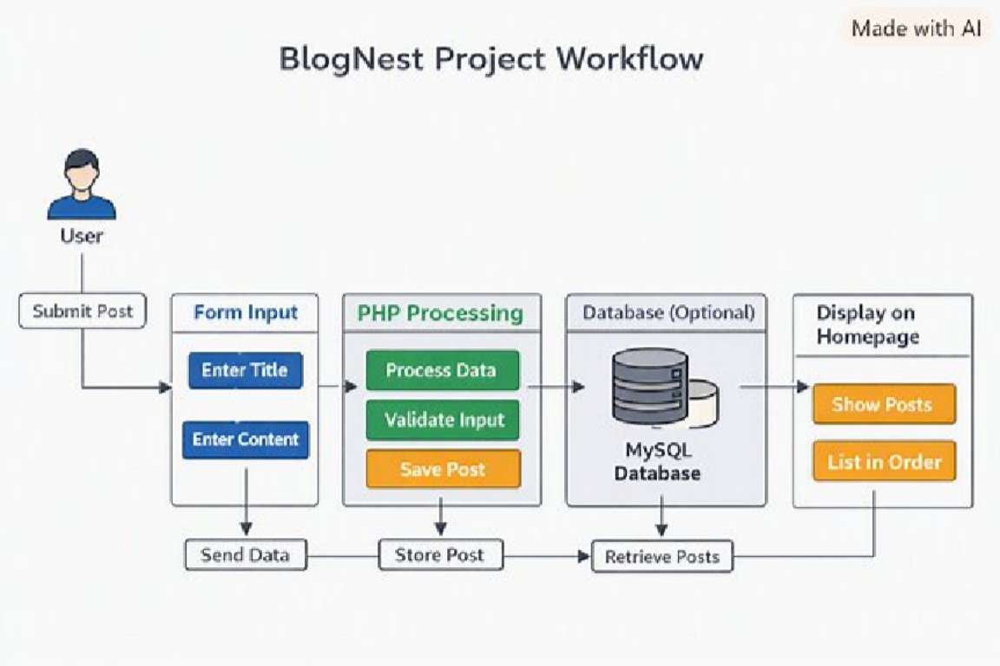 Made with AI
BlogNest Project Workflow
User
Submit Post
Form Input
Enter Title
Enter Content
PHP Processing
Process Data
Validate Input
Save Post
Database (Optional)
MySQL
Database
Display on
Homepage
Show Posts
List in Order
Send Data
Store Post
Retrieve Posts